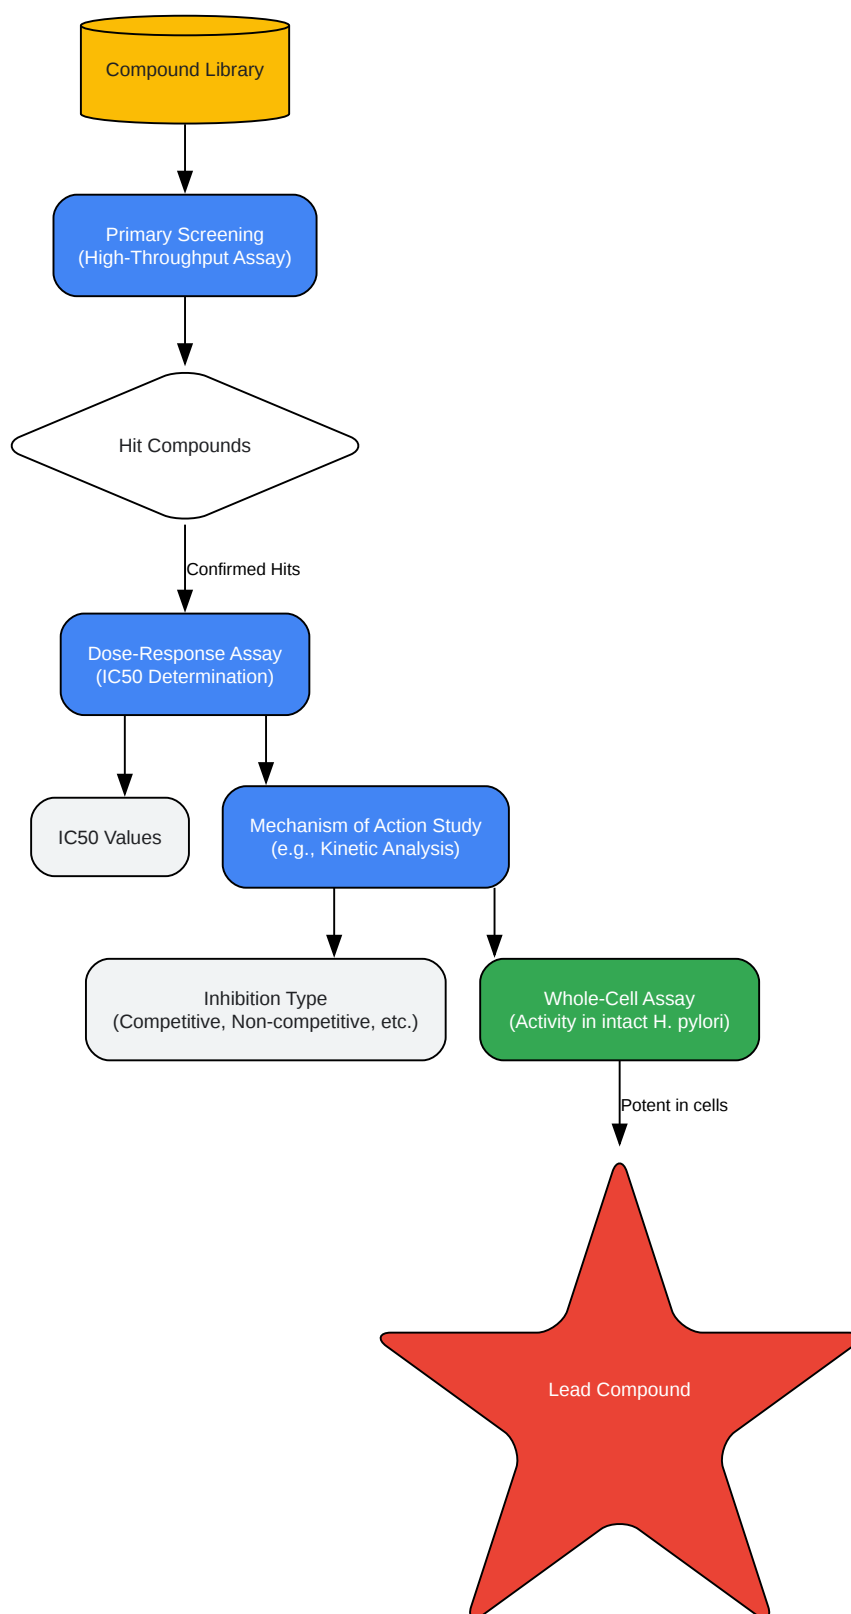 Compound Library
Primary Screening
(High-Throughput Assay)
Hit Compounds
Confirmed Hits
Dose-Response Assay
(IC50 Determination)
IC50 Values
Mechanism of Action Study
(e.g., Kinetic Analysis)
Inhibition Type
(Competitive, Non-competitive, etc.)
Whole-Cell Assay
(Activity in intact H. pylori)
Potent in cells
Lead Compound